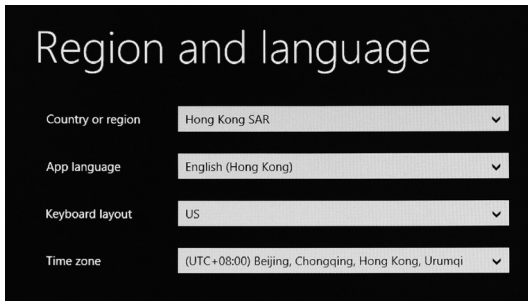 Region and language
Country or region Hong Kong SAR
App language English (Hong Kong)
Keyboard layout US
Time zone (UTC+08:00) Beijing, Chongqing, Hong Kong, Urumqi